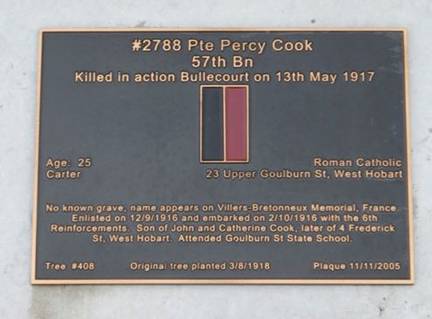 #2788 Pte Percy Cook
57th Bn
Killed in action Bullecourt on 13th May 1917
Age: 25
Carter
Roman Catholic
23 Upper Goulburn St, West Hobart
No known grave, name appears on Villers-Bretonneux Memorial, France.
Enlisted on 12/9/1916 and embarked on 2/10/1916 with the 6th
Reinforcements. Son of John and Catherine Cook, later of 4 Frederick
St, West Hobart. Attended Goulburn St State School.
Tree #408
Original tree planted 3/8/1918
Plaque 11/11/2005